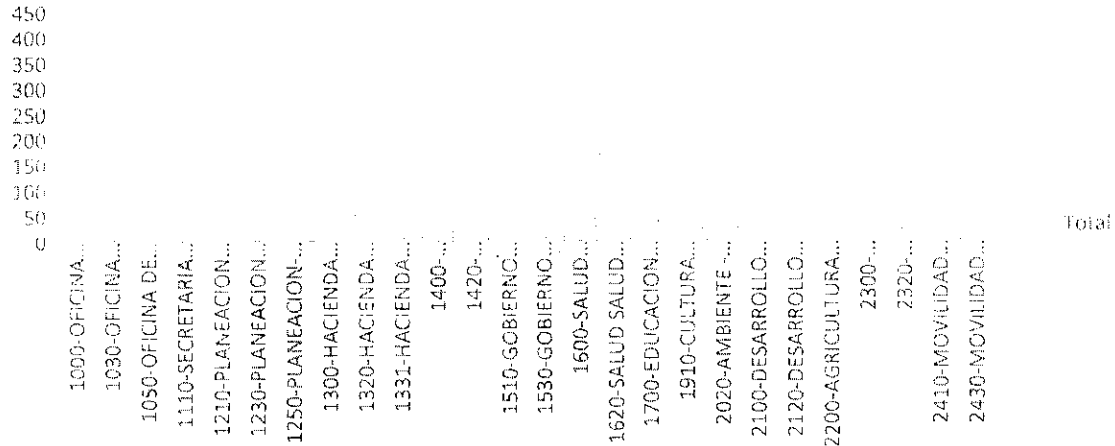 450
400
350
300
250
200
150
100
50
0
Total
1000-OFICINA...
1030-OFICINA...
1050-OFICINA DE...
1110-SECRETARIA...
1210-PLANEACION...
1230-PLANEACION...
1250-PLANEACION-...
1300-HACIENDA...
1320-HACIENDA...
1331-HACIENDA...
1400-...
1420-...
1510-GOBIERNO...
1530-GOBIERNO...
1600-SALUD...
1620-SALUD SALUD...
1700-EDUCACION...
1910-CULTURA...
2020-AMBIENTE -...
2100-DESARROLLO...
2120-DESARROLLO...
2200-AGRICULTURA...
2300-...
2320-...
2410-MOVILIDAD...
2430-MOVILIDAD...